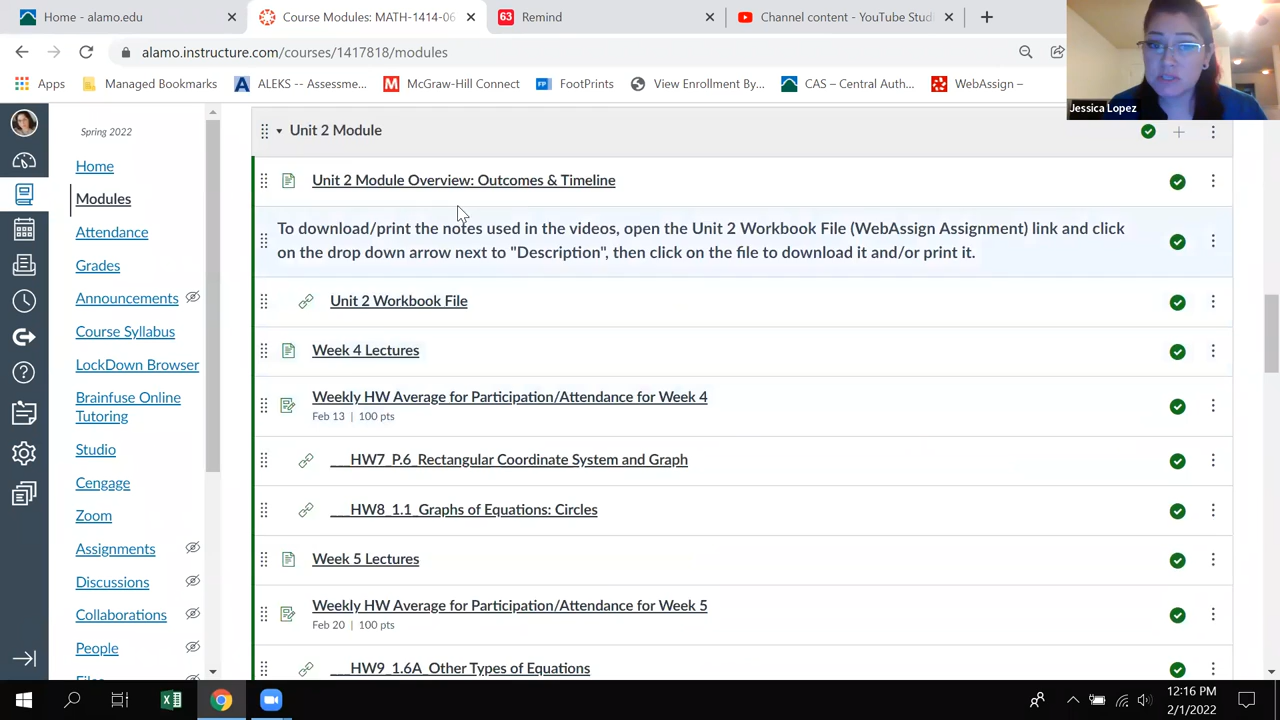 Home - alamo.edu
Course Modules: MATH-1414-06
63
Remind
Channel content - YouTube Stud
alamo.instructure.com/courses/1417818/modules
Apps
Managed Bookmarks
ALEKS -- Assessme...
McGraw-Hill Connect
FP
FootPrints
View Enrollment By...
CAS – Central Auth...
WebAssign –
Jessica Lopez
Spring 2022
Home
Modules
Attendance
Grades
Announcements
Course Syllabus
LockDown Browser
Brainfuse Online
Tutoring
Studio
Cengage
Zoom
Assignments
Discussions
Collaborations
People
Unit 2 Module
Unit 2 Module Overview: Outcomes & Timeline
To download/print the notes used in the videos, open the Unit 2 Workbook File (WebAssign Assignment) link and click
on the drop down arrow next to "Description", then click on the file to download it and/or print it.
Unit 2 Workbook File
Week 4 Lectures
Weekly HW Average for Participation/Attendance for Week 4
Feb 13 | 100 pts
___HW7_P.6_Rectangular Coordinate System and Graph
___HW8_1.1_Graphs of Equations: Circles
Week 5 Lectures
Weekly HW Average for Participation/Attendance for Week 5
Feb 20 | 100 pts
___HW9_1.6A_Other Types of Equations
12:16 PM
2/1/2022